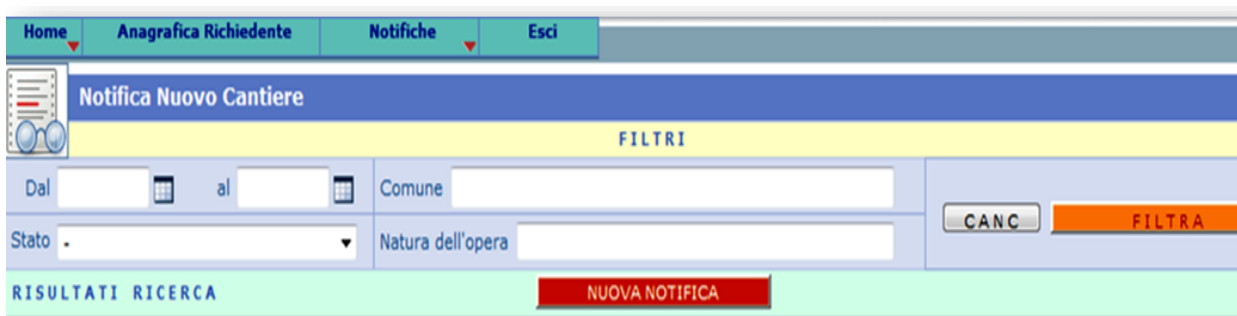 Home Anagrafica Richiedente Notifiche Esci
Notifica Nuovo Cantiere
FILTRI
Dal al Comune
CANC FILTRA
Stato - Natura dell'opera
RISULTATI RICERCA NUOVA NOTIFICA